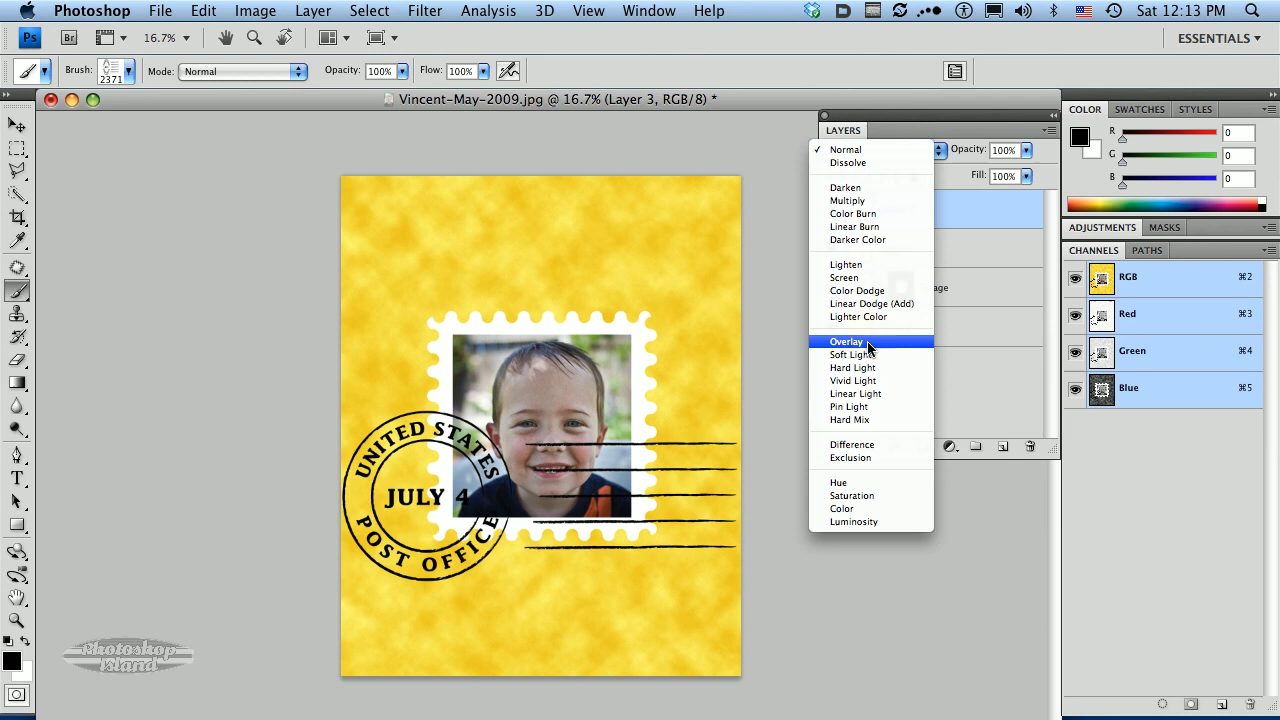 Photoshop File Edit Image Layer Select Filter Analysis 3D View Window Help Sat 12:13 PM
Ps Br 16.7% ESSENTIALS
Brush: 2371 Mode: Normal Opacity: 100% Flow: 100%
Vincent-May-2009.jpg @ 16.7% (Layer 3, RGB/8) *
LAYERS
Opacity: 100%
Fill: 100%
age
Normal
Dissolve
Darken
Multiply
Color Burn
Linear Burn
Darker Color
Lighten
Screen
Color Dodge
Linear Dodge (Add)
Lighter Color
Overlay
Soft Light
Hard Light
Vivid Light
Linear Light
Pin Light
Hard Mix
Difference
Exclusion
Hue
Saturation
Color
Luminosity
COLOR SWATCHES STYLES
R 0
G 0
B 0
ADJUSTMENTS MASKS
CHANNELS PATHS
RGB ⌘2
Red ⌘3
Green ⌘4
Blue ⌘5
UNITED STATES
JULY 4
POST OFFICE
Photoshop
Island